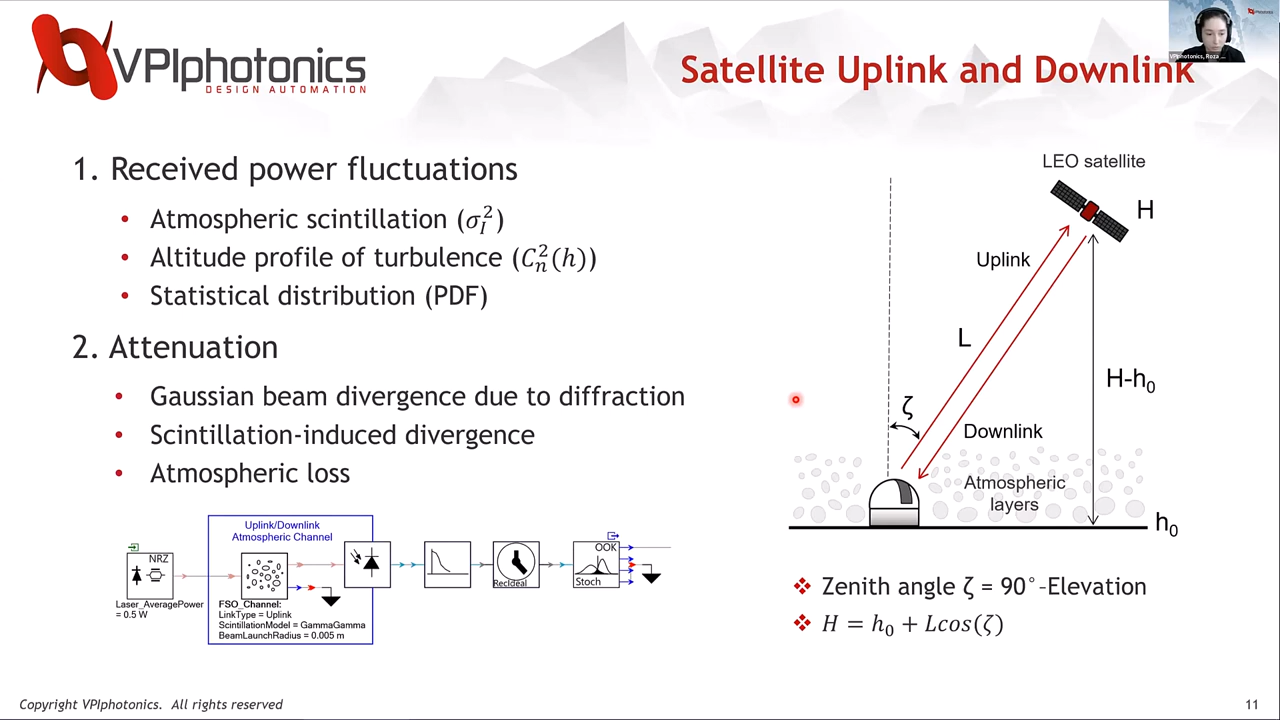 VPIphotonics
DESIGN AUTOMATION
Satellite Uplink and Downlink
VPIphotonics, Roza ...
1. Received power fluctuations
• Atmospheric scintillation (σ_I^2)
• Altitude profile of turbulence (C_n^2(h))
• Statistical distribution (PDF)
2. Attenuation
• Gaussian beam divergence due to diffraction
• Scintillation-induced divergence
• Atmospheric loss
Uplink/Downlink
Atmospheric Channel
NRZ
Laser_AveragePower
= 0.5 W
FSO_Channel:
LinkType = Uplink
ScintillationModel = GammaGamma
BeamLaunchRadius = 0.005 m
RecIdeal
OOK
Stoch
LEO satellite
H
Uplink
L
H-h₀
ζ
Downlink
Atmospheric
layers
h₀
❖ Zenith angle ζ = 90°-Elevation
❖ H = h₀ + Lcos(ζ)
Copyright VPIphotonics. All rights reserved
11